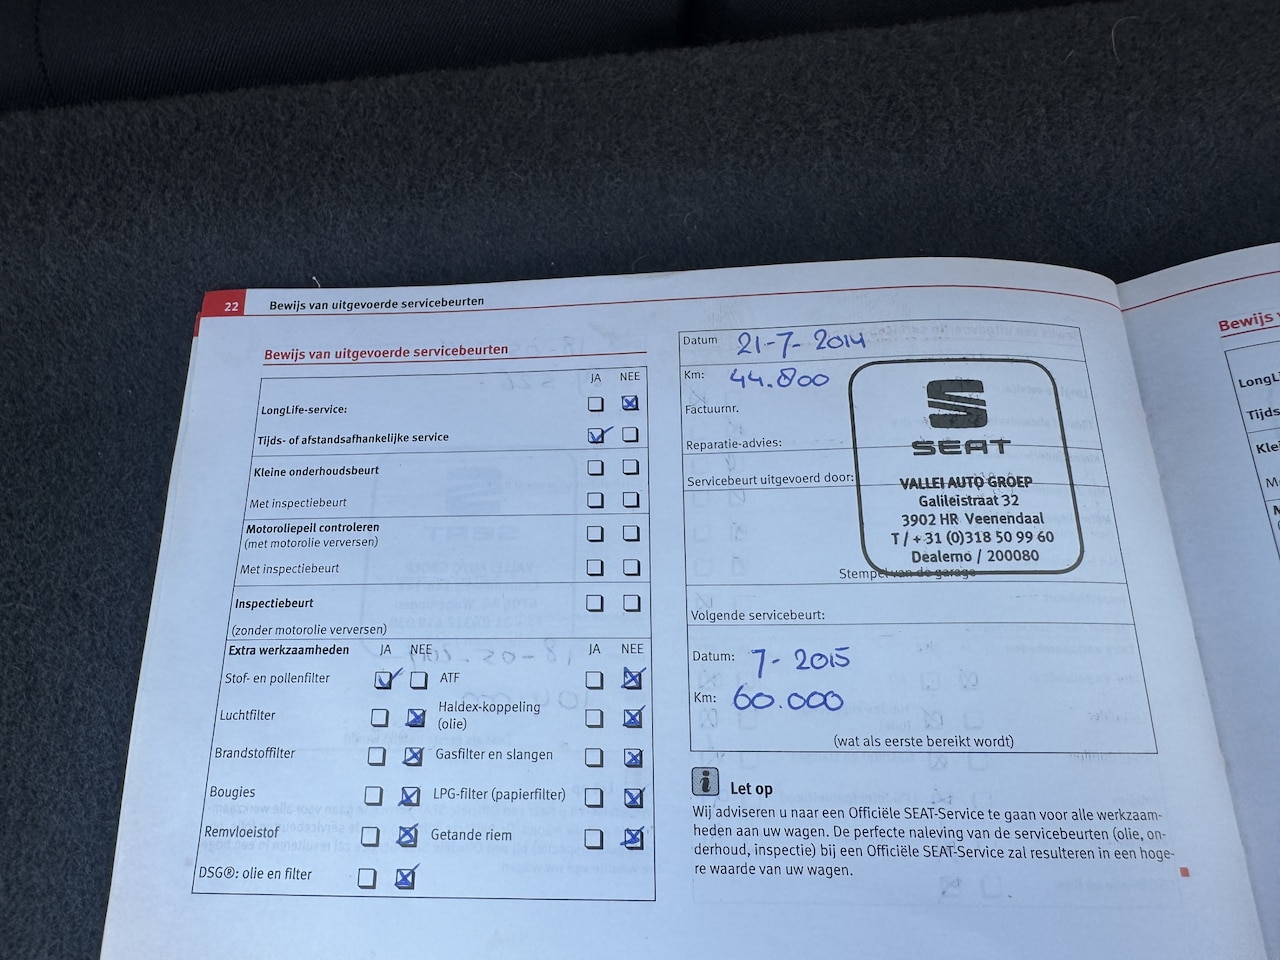 22 Bewijs van uitgevoerde servicebeurten
Bewijs van uitgevoerde servicebeurten
JA NEE
LongLife-service:
Tijds- of afstandsafhankelijke service
Kleine onderhoudsbeurt
Met inspectiebeurt
Motoroliepeil controleren
(met motorolie verversen)
Met inspectiebeurt
Inspectiebeurt
(zonder motorolie verversen)
Extra werkzaamheden JA NEE JA NEE
Stof- en pollenfilter ATF
Luchtfilter Haldex-koppeling
(olie)
Brandstoffilter Gasfilter en slangen
Bougies LPG-filter (papierfilter)
Remvloeistof Getande riem
DSG®: olie en filter
Datum 21-7-2014
Km: 44.800
Factuurnr.
Reparatie-advies:
Servicebeurt uitgevoerd door:
SEAT
VALLEI AUTO GROEP
Galileistraat 32
3902 HR Veenendaal
T / + 31 (0)318 50 99 60
Dealerno / 200080
Stempel van de garage
Volgende servicebeurt:
Datum: 7-2015
Km: 60.000
(wat als eerste bereikt wordt)
Let op
Wij adviseren u naar een Officiële SEAT-Service te gaan voor alle werkzaam-
heden aan uw wagen. De perfecte naleving van de servicebeurten (olie, on-
derhoud, inspectie) bij een Officiële SEAT-Service zal resulteren in een hoge-
re waarde van uw wagen.
Bewijs
LongL
Tijds
Kle
M